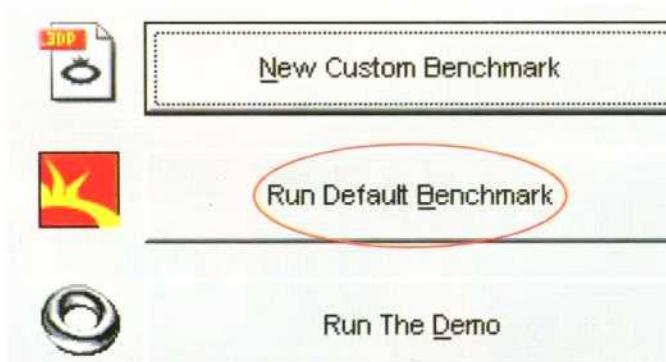 3DP
New Custom Benchmark
Run Default Benchmark
Run The Demo